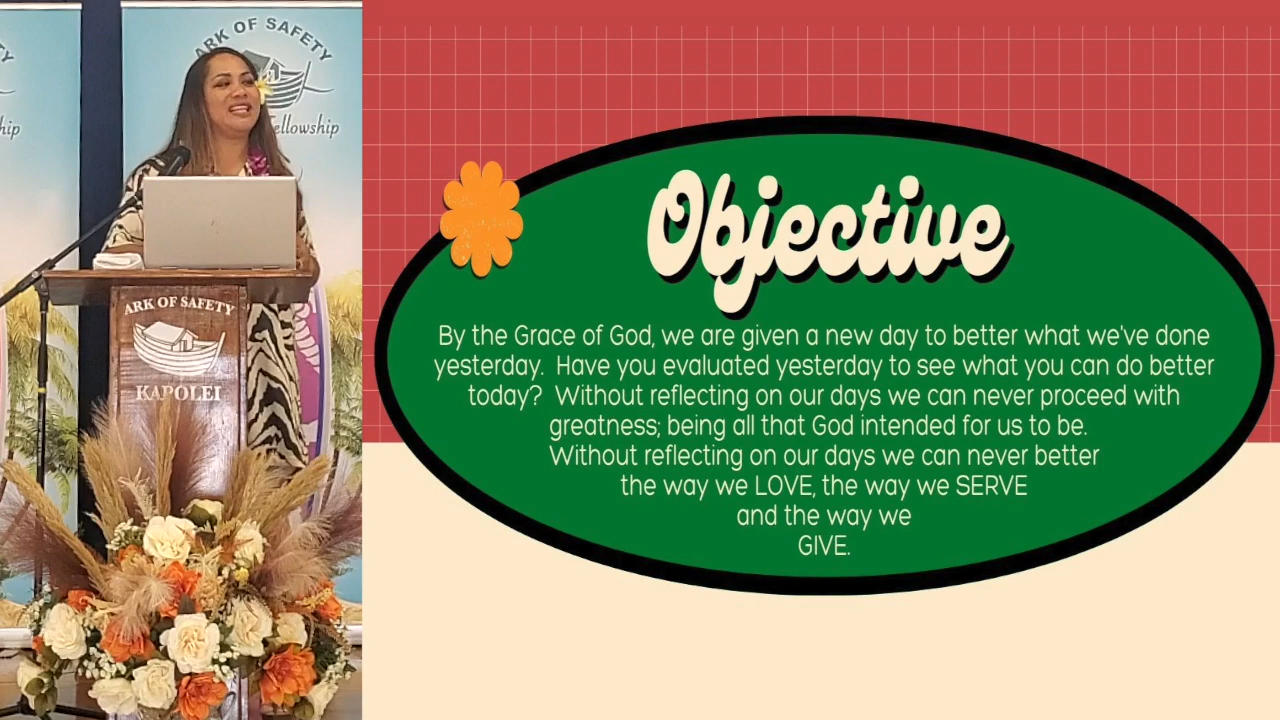 ARK OF SAFETY
Fellowship
hip
ARK OF SAFETY
KAPOLEI
Objective
By the Grace of God, we are given a new day to better what we've done
yesterday. Have you evaluated yesterday to see what you can do better
today? Without reflecting on our days we can never proceed with
greatness; being all that God intended for us to be.
Without reflecting on our days we can never better
the way we LOVE, the way we SERVE
and the way we
GIVE.